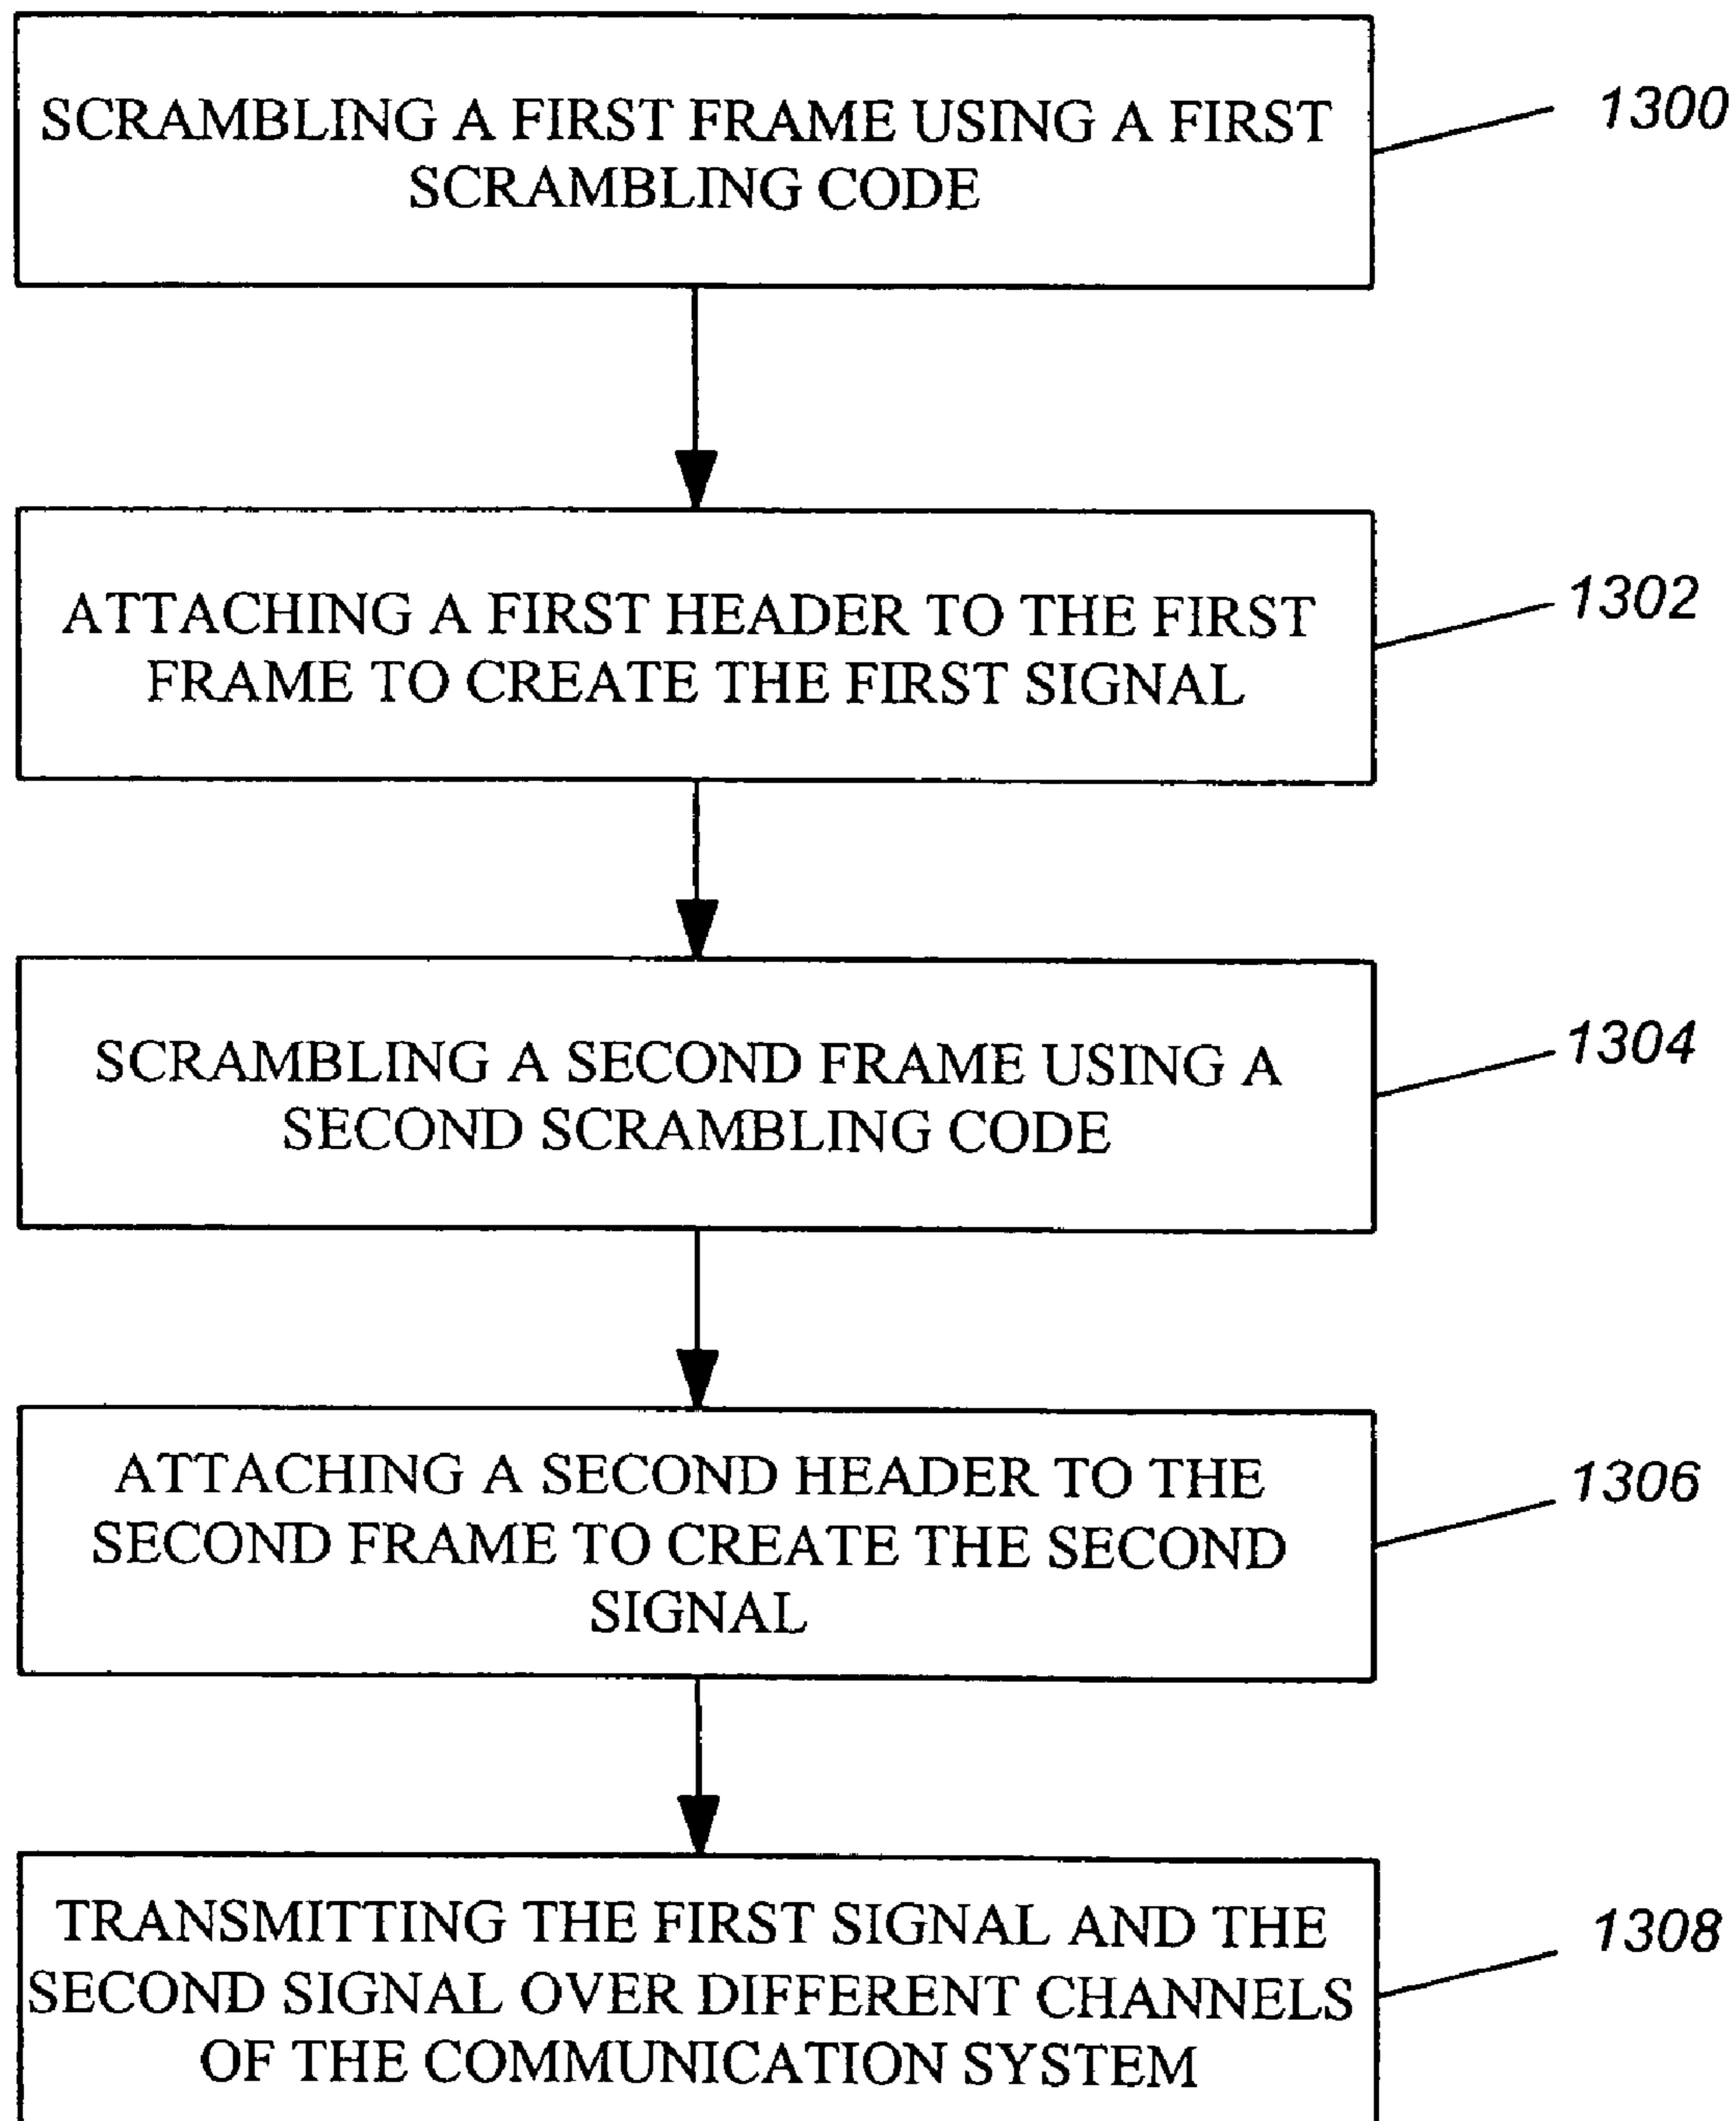 SCRAMBLING A FIRST FRAME USING A FIRST
SCRAMBLING CODE
1300
ATTACHING A FIRST HEADER TO THE FIRST
FRAME TO CREATE THE FIRST SIGNAL
1302
SCRAMBLING A SECOND FRAME USING A
SECOND SCRAMBLING CODE
1304
ATTACHING A SECOND HEADER TO THE
SECOND FRAME TO CREATE THE SECOND
SIGNAL
1306
TRANSMITTING THE FIRST SIGNAL AND THE
SECOND SIGNAL OVER DIFFERENT CHANNELS
OF THE COMMUNICATION SYSTEM
1308